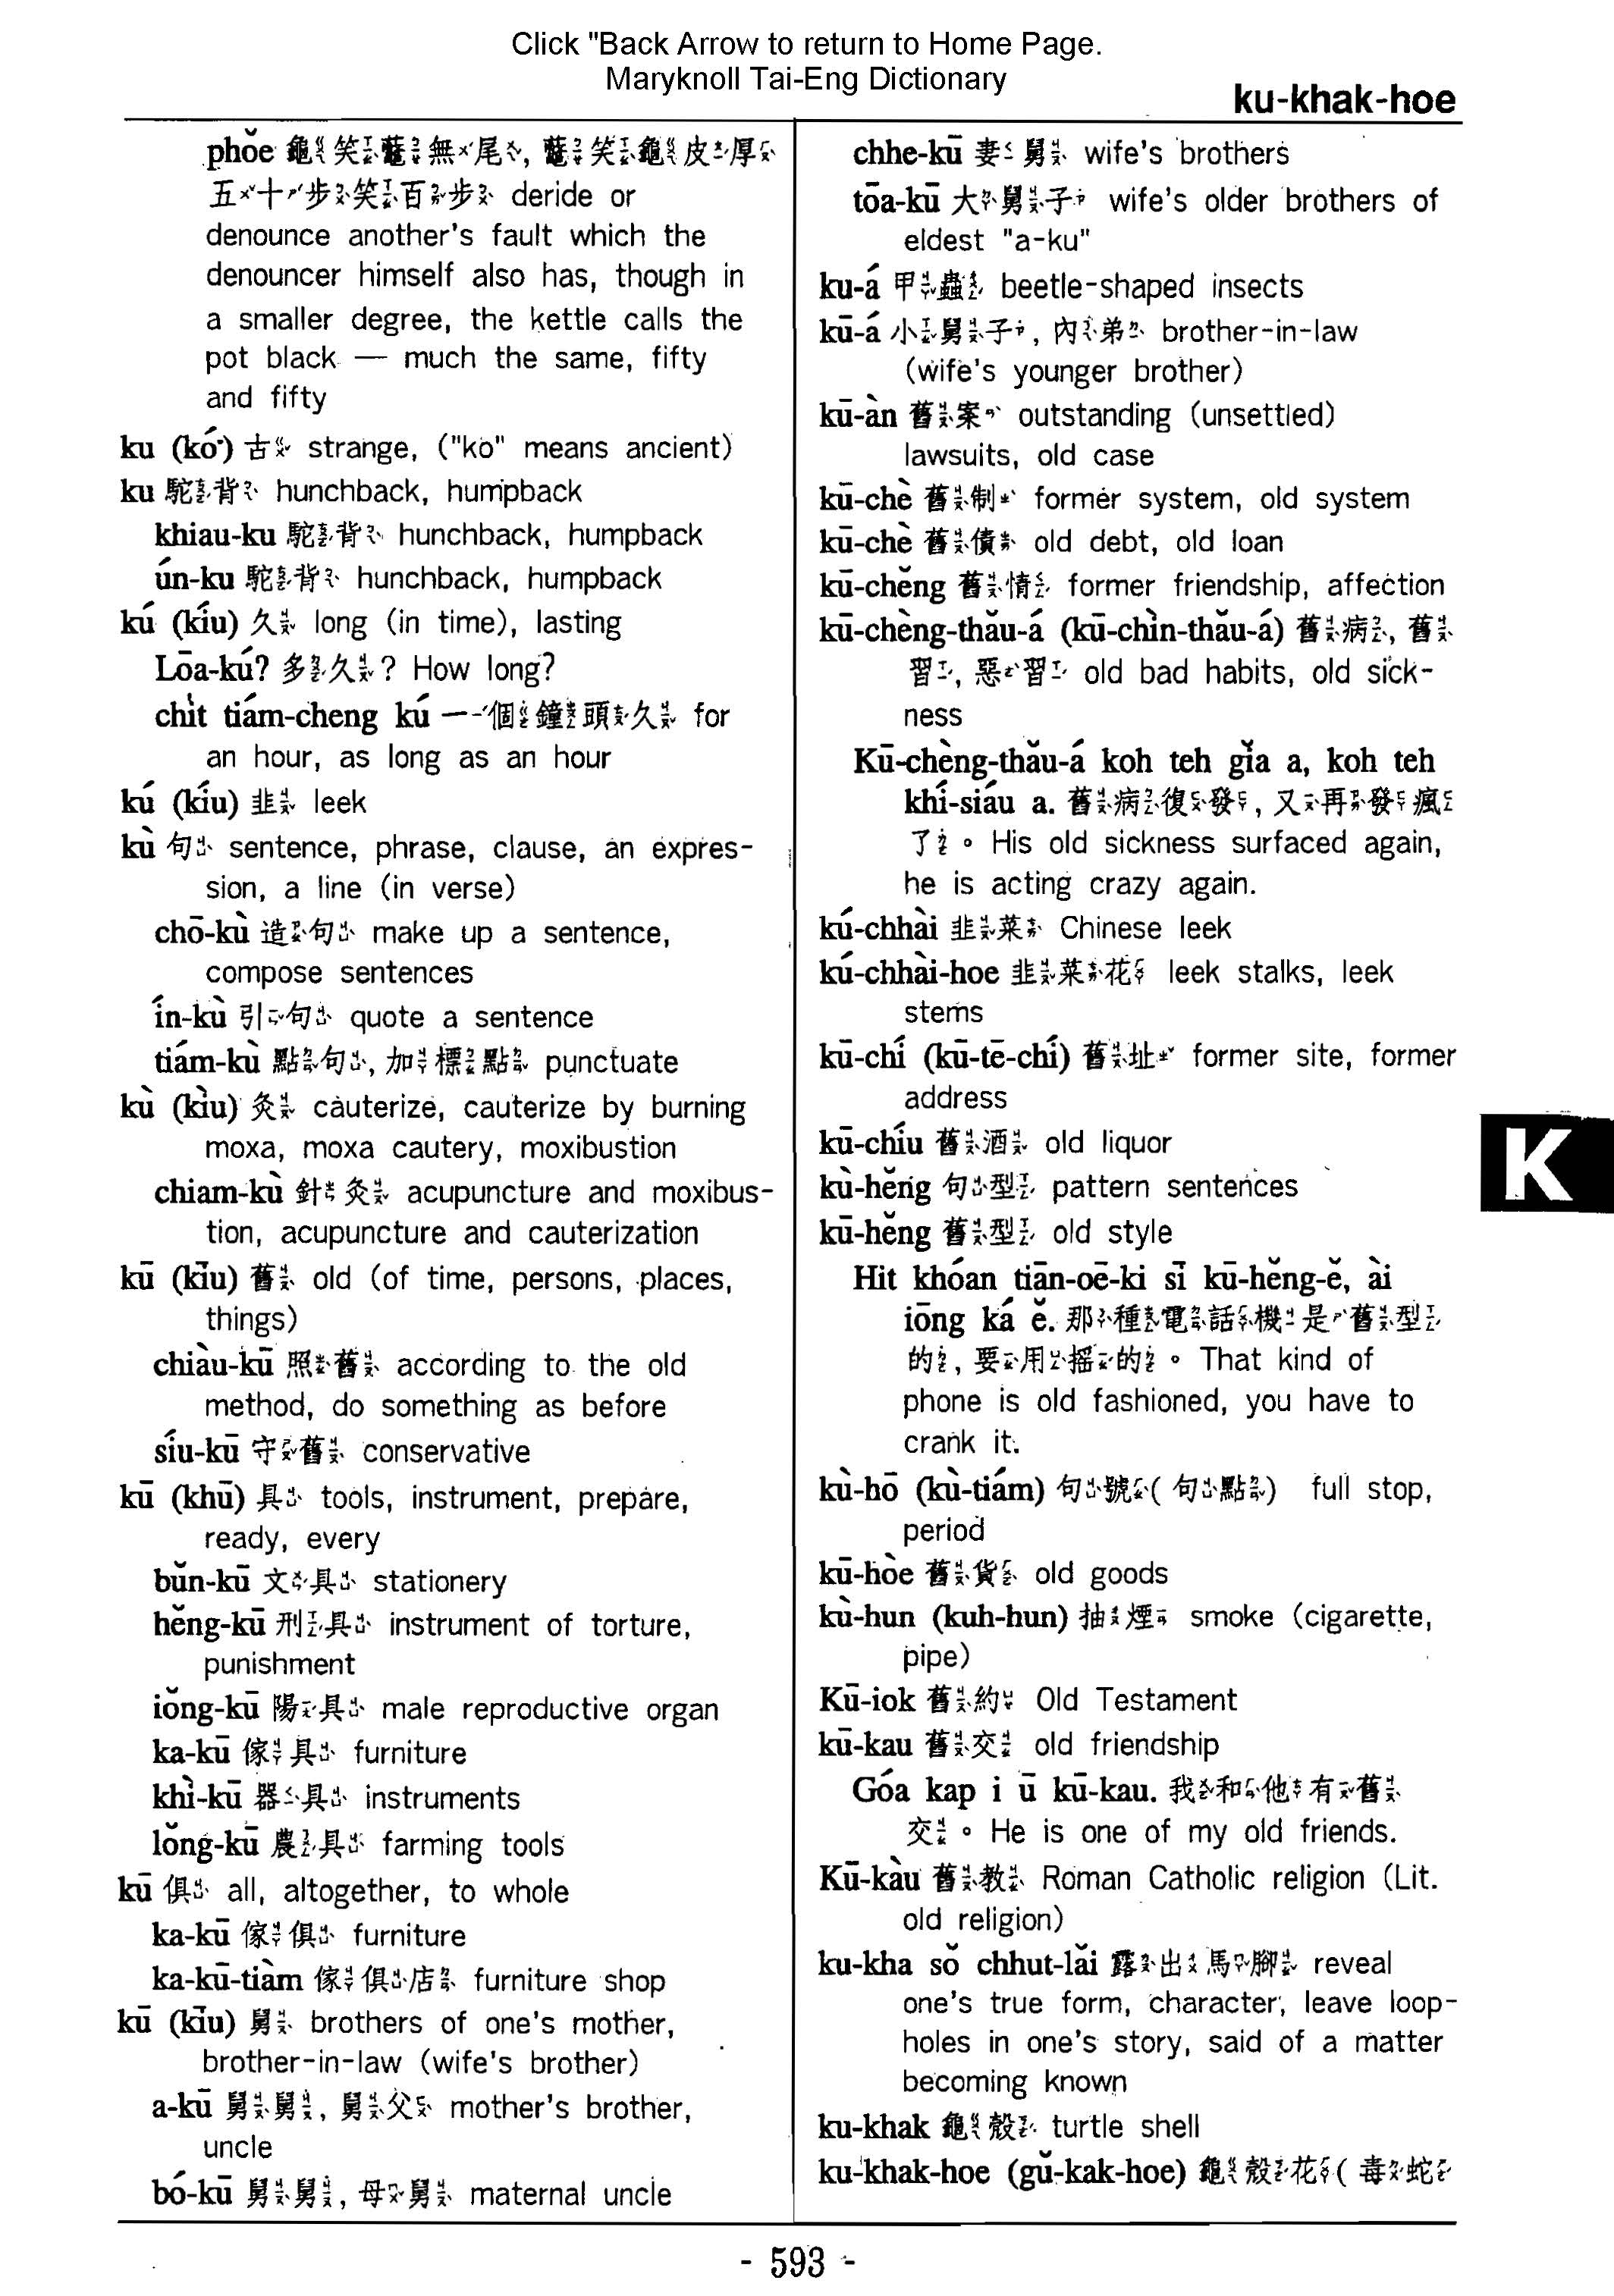 Click "Back Arrow to return to Home Page.
Maryknoll Tai-Eng Dictionary
ku-khak-hoe
phŏe 龜笑鼈無尾, 鼈笑龜皮厚
五十步笑百步 deride or
denounce another's fault which the
denouncer himself also has, though in
a smaller degree, the kettle calls the
pot black — much the same, fifty
and fifty
ku (kó͘) 古 strange, ("ko" means ancient)
ku 駝背 hunchback, humpback
khiau-ku 駝背 hunchback, humpback
ún-ku 駝背 hunchback, humpback
kú (kíu) 久 long (in time), lasting
Lōa-kú? 多久? How long?
chi̍t tiám-cheng kú 一個鐘頭久 for
an hour, as long as an hour
kú (kíu) 韭 leek
kù 句 sentence, phrase, clause, an expres-
sion, a line (in verse)
chō-kù 造句 make up a sentence,
compose sentences
ín-kù 引句 quote a sentence
tiám-kù 點句, 加標點 punctuate
kù (kìu) 灸 cauterize, cauterize by burning
moxa, moxa cautery, moxibustion
chiam-kù 針灸 acupuncture and moxibus-
tion, acupuncture and cauterization
kū (kīu) 舊 old (of time, persons, places,
things)
chiàu-kū 照舊 according to the old
method, do something as before
síu-kū 守舊 conservative
kū (khū) 具 tools, instrument, prepare,
ready, every
bŭn-kū 文具 stationery
hĕng-kū 刑具 instrument of torture,
punishment
iŏng-kū 陽具 male reproductive organ
ka-kū 傢具 furniture
khì-kū 器具 instruments
lŏng-kū 農具 farming tools
kū 俱 all, altogether, to whole
ka-kū 傢俱 furniture
ka-kū-tiàm 傢俱店 furniture shop
kū (kīu) 舅 brothers of one's mother,
brother-in-law (wife's brother)
a-kū 舅舅, 舅父 mother's brother,
uncle
bó-kū 舅舅, 母舅 maternal uncle
chhe-kū 妻舅 wife's brothers
tōa-kū 大舅子 wife's older brothers of
eldest "a-ku"
ku-á 甲蟲 beetle-shaped insects
kū-á 小舅子, 內弟 brother-in-law
(wife's younger brother)
kū-àn 舊案 outstanding (unsettled)
lawsuits, old case
kū-chè 舊制 former system, old system
kū-chè 舊債 old debt, old loan
kū-chĕng 舊情 former friendship, affection
kū-chèng-thău-á (kū-chìn-thău-á) 舊病, 舊
習, 惡習 old bad habits, old sick-
ness
Kū-chèng-thău-á koh teh gĭa a, koh teh
khí-siáu a. 舊病復發, 又再發瘋
了。 His old sickness surfaced again,
he is acting crazy again.
kú-chhài 韭菜 Chinese leek
kú-chhài-hoe 韭菜花 leek stalks, leek
stems
kū-chí (kū-tē-chí) 舊址 former site, former
address
kū-chíu 舊酒 old liquor
kù-hĕng 句型 pattern sentences
kū-hĕng 舊型 old style
Hit khóan tiān-oē-ki sī kū-hĕng-ĕ, ài
iōng ká ĕ. 那種電話機是舊型
的, 要用搖的。 That kind of
phone is old fashioned, you have to
crank it.
kù-hō (kù-tiám) 句號(句點) full stop,
period
kū-hòe 舊貨 old goods
kù-hun (kuh-hun) 抽煙 smoke (cigarette,
pipe)
Kū-iok 舊約 Old Testament
kū-kau 舊交 old friendship
Góa kap i ū kū-kau. 我和他有舊
交。 He is one of my old friends.
Kū-kàu 舊教 Roman Catholic religion (Lit.
old religion)
ku-kha sŏ chhut-lăi 露出馬腳 reveal
one's true form, character, leave loop-
holes in one's story, said of a matter
becoming known
ku-khak 龜殼 turtle shell
ku-khak-hoe (gŭ-kak-hoe) 龜殼花(毒蛇
K
- 593 -